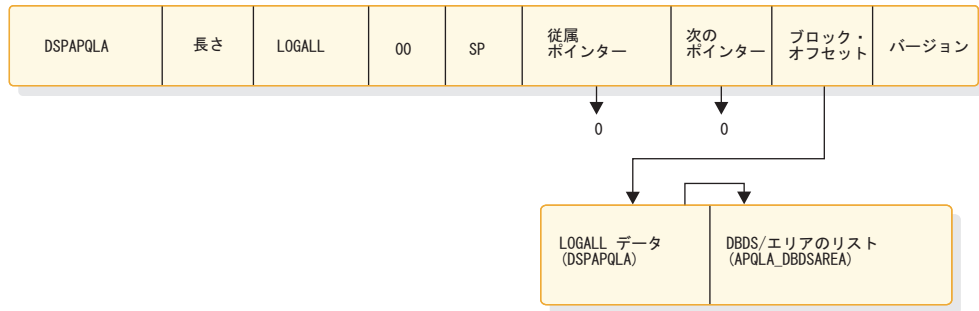 DSPAPQLA
長さ
LOGALL
00
SP
従属
ポインター
次の
ポインター
ブロック・
オフセット
バージョン
0
0
LOGALL データ
(DSPAPQLA)
DBDS/エリアのリスト
(APQLA_DBDSAREA)